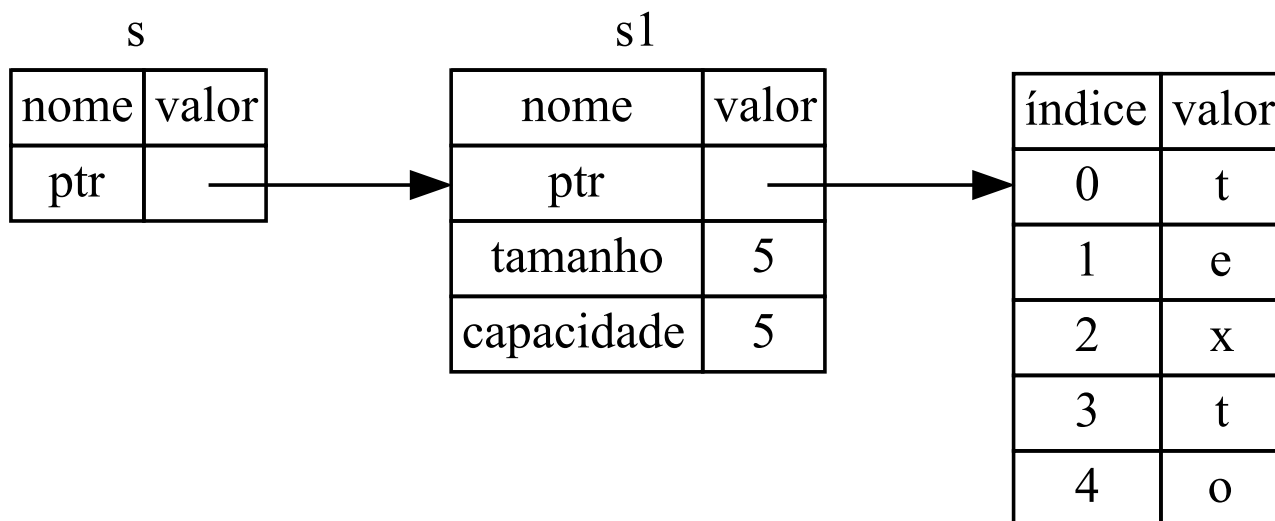 s
nome valor
ptr
s1
nome valor
ptr
tamanho 5
capacidade 5
índice valor
0 t
1 e
2 x
3 t
4 o